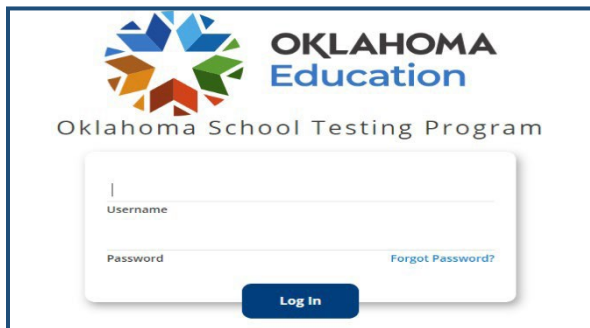 OKLAHOMA
Education
Oklahoma School Testing Program
Username
Password Forgot Password?
Log In